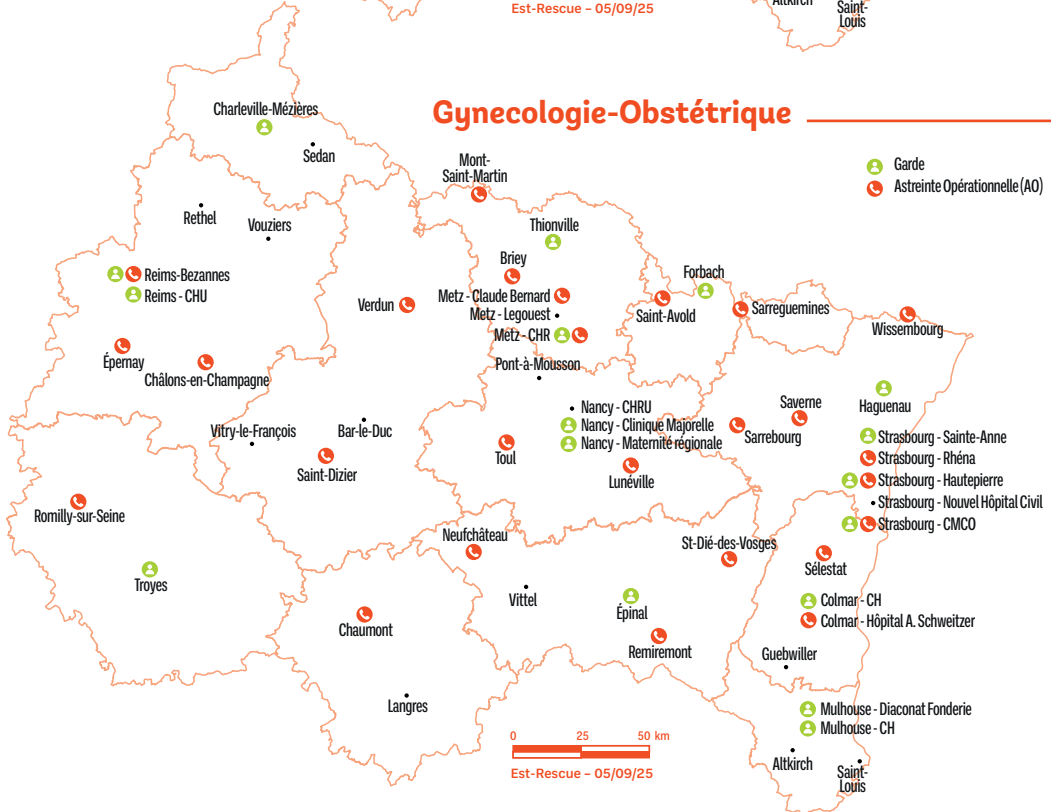 Est-Rescue – 05/09/25
Altkirch
Saint-
Louis
Gynecologie-Obstétrique
Garde
Astreinte Opérationnelle (AO)
Charleville-Mézières
Sedan
Mont-
Saint-Martin
Rethel
Vouziers
Thionville
Briey
Forbach
Reims-Bezannes
Reims - CHU
Verdun
Metz - Claude Bernard
Metz - Legouest
Metz - CHR
Saint-Avold
Sarreguemines
Wissembourg
Épernay
Châlons-en-Champagne
Pont-à-Mousson
Haguenau
Saverne
Sarrebourg
Vitry-le-François
Bar-le-Duc
Saint-Dizier
Toul
Nancy - CHRU
Nancy - Clinique Majorelle
Nancy - Maternité régionale
Lunéville
Strasbourg - Sainte-Anne
Strasbourg - Rhéna
Strasbourg - Hautepierre
Strasbourg - Nouvel Hôpital Civil
Strasbourg - CMCO
Romilly-sur-Seine
Neufchâteau
St-Dié-des-Vosges
Sélestat
Troyes
Vittel
Épinal
Colmar - CH
Colmar - Hôpital A. Schweitzer
Chaumont
Remiremont
Guebwiller
Langres
Mulhouse - Diaconat Fonderie
Mulhouse - CH
0 25 50 km
Est-Rescue – 05/09/25
Altkirch
Saint-
Louis